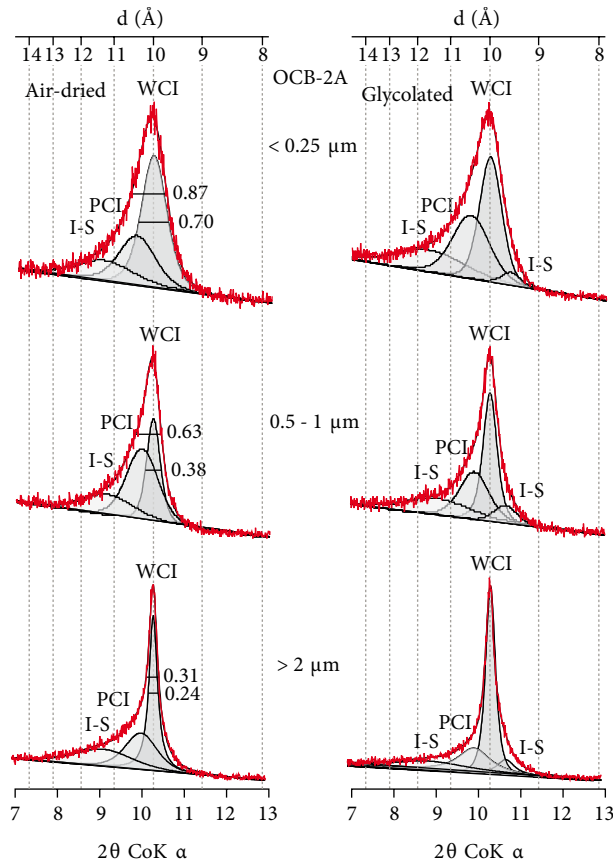 d (Å)
d (Å)
14 13 12 11 10 9 8
14 13 12 11 10 9 8
Air-dried
WCI
OCB-2A
Glycolated
WCI
< 0.25 μm
0.87
PCI
0.70
I-S
PCI
I-S
I-S
WCI
WCI
0.5 - 1 μm
PCI
0.63
I-S
0.38
PCI
I-S
I-S
WCI
WCI
> 2 μm
0.31
PCI
0.24
I-S
PCI
I-S
I-S
7 8 9 10 11 12 13
7 8 9 10 11 12 13
2θ CoK α
2θ CoK α